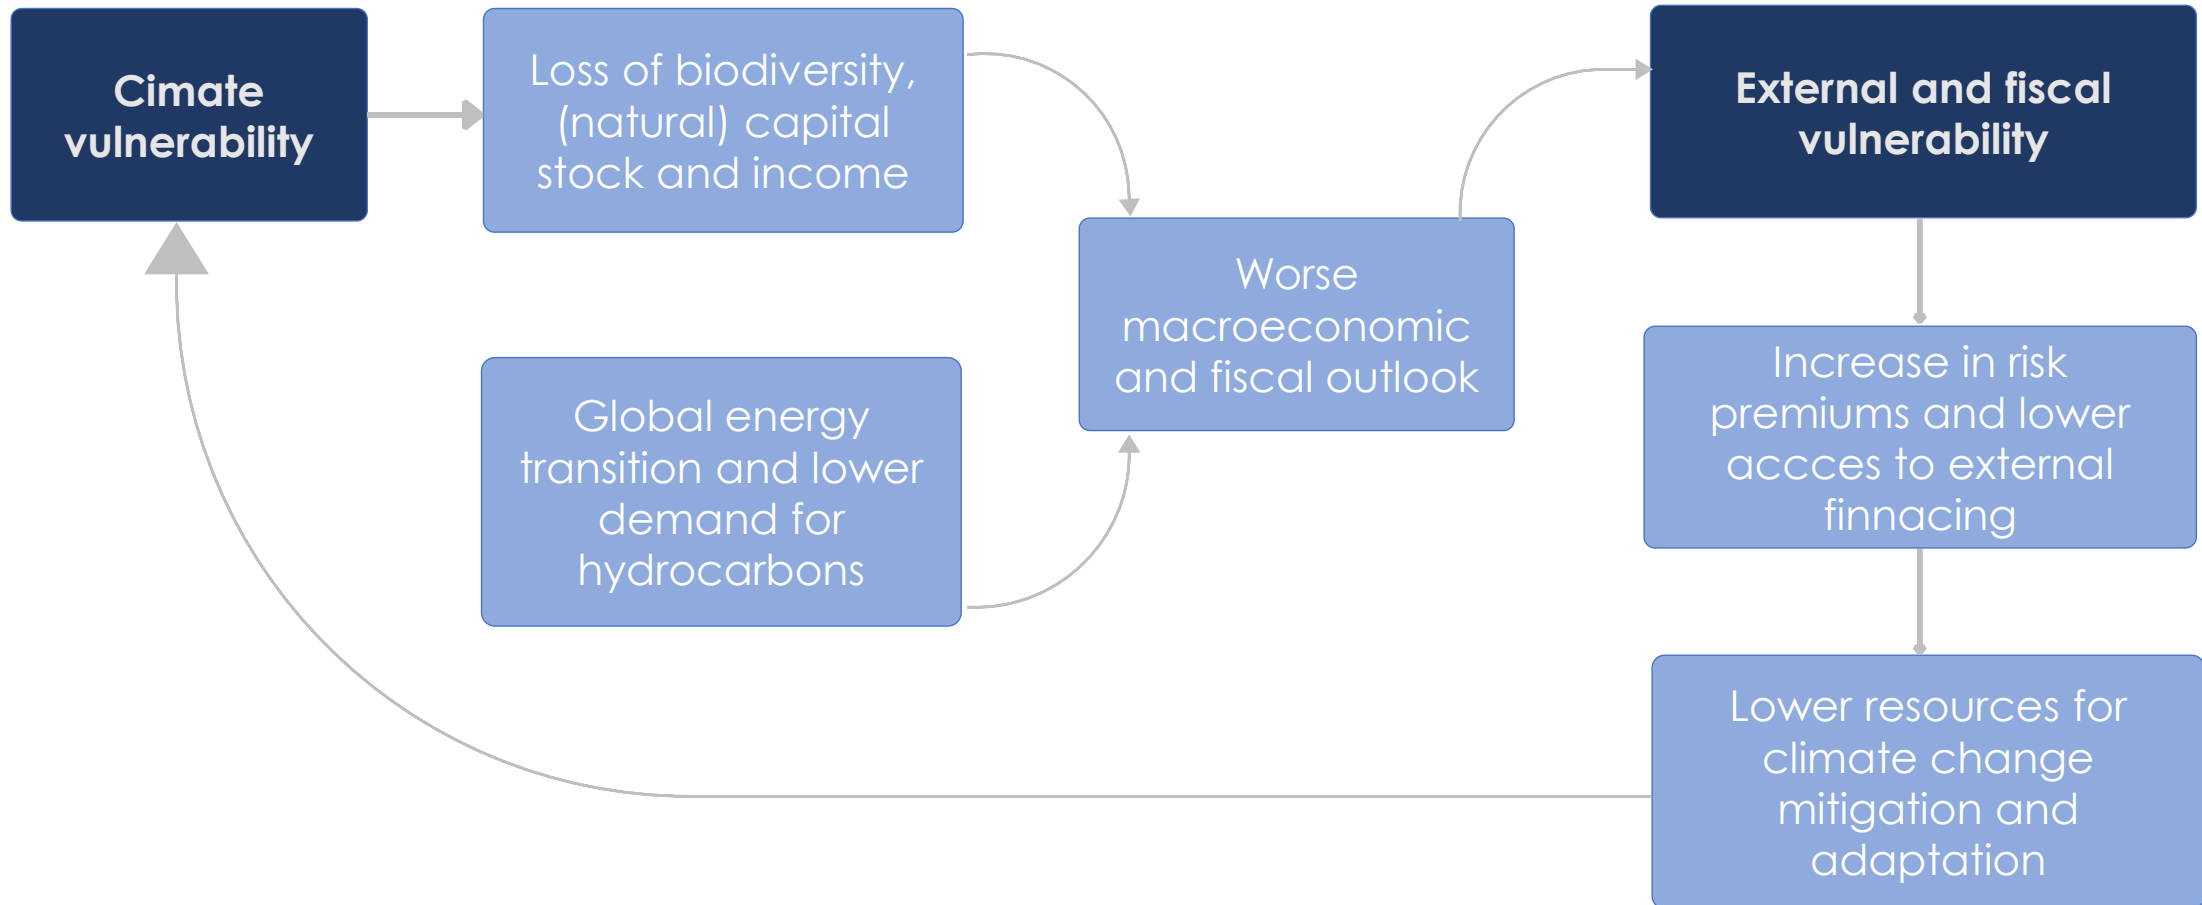 Cimate
vulnerability
Loss of biodiversity,
(natural) capital
stock and income
Global energy
transition and lower
demand for
hydrocarbons
Worse
macroeconomic
and fiscal outlook
External and fiscal
vulnerability
Increase in risk
premiums and lower
accces to external
finnacing
Lower resources for
climate change
mitigation and
adaptation